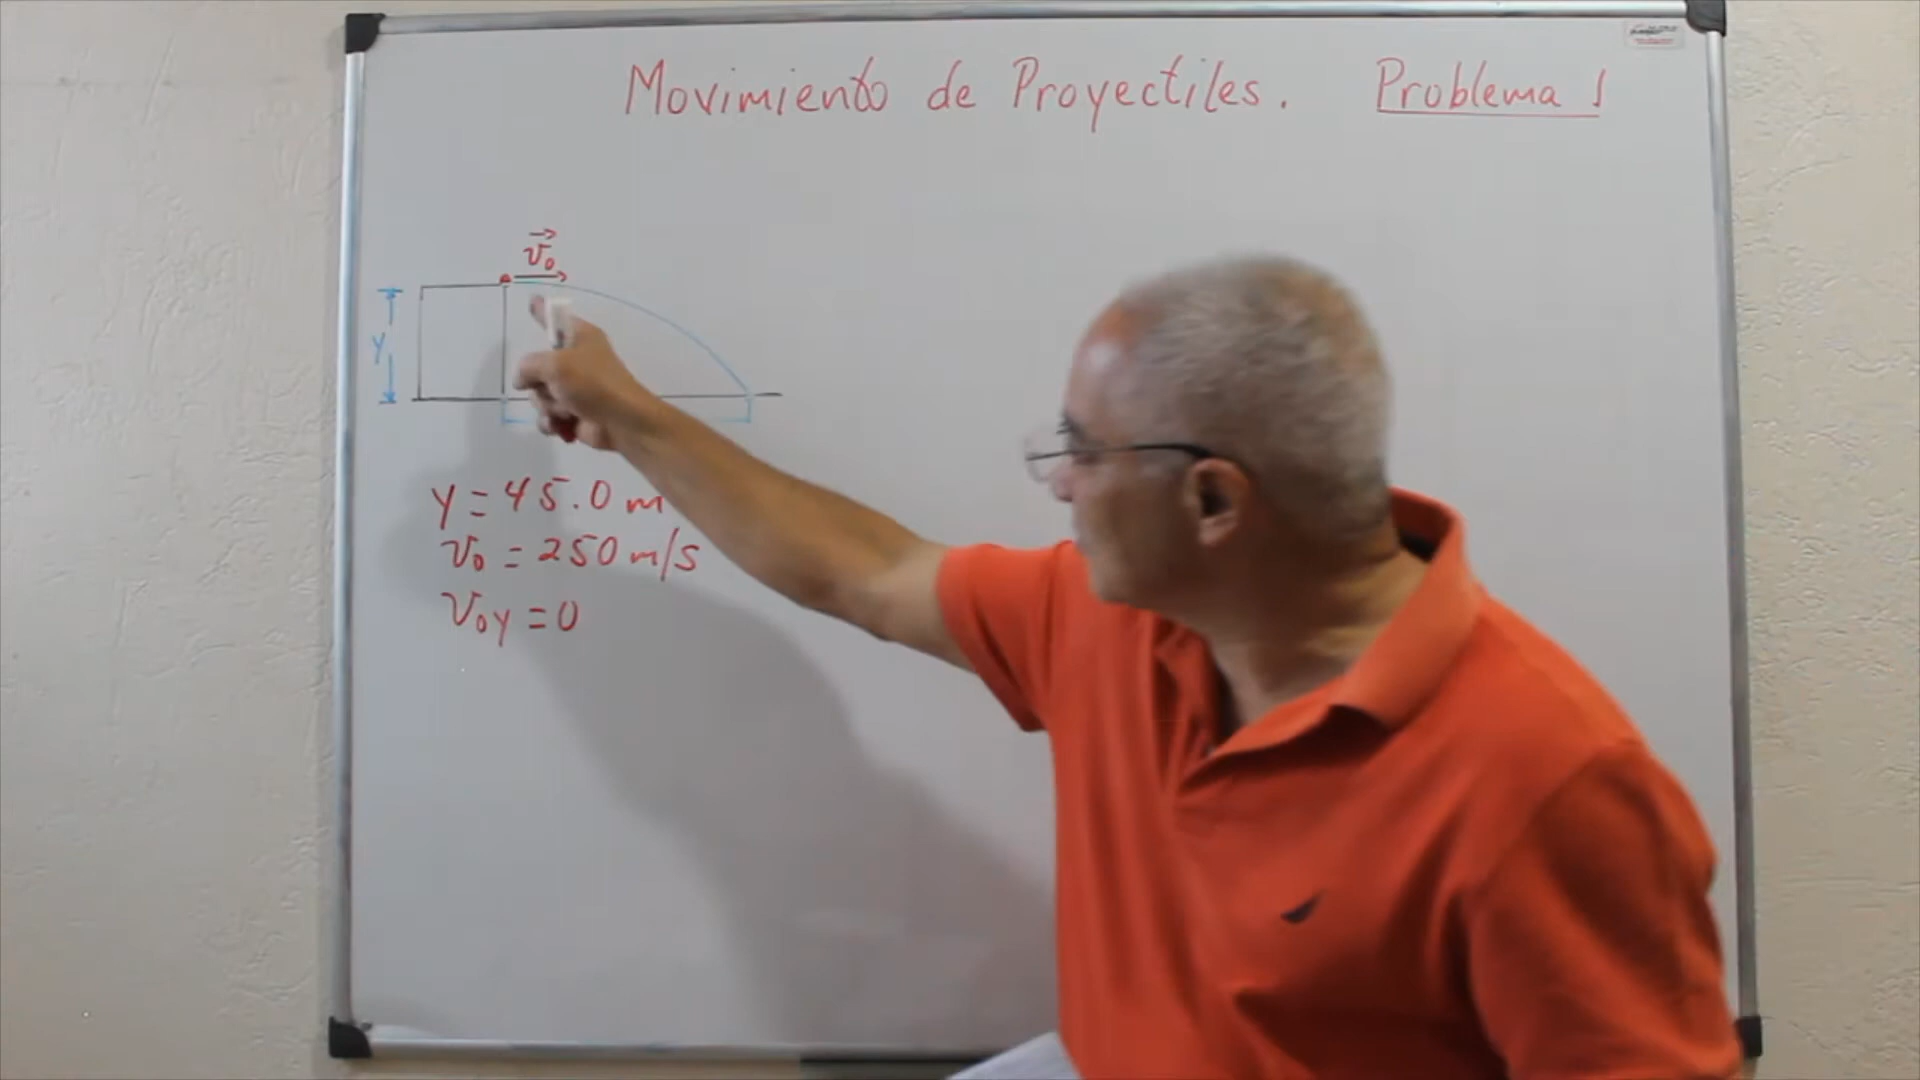 Movimiento de Proyectiles. Problema 1
v₀
y
y = 45.0 m
v₀ = 250 m/s
v₀y = 0